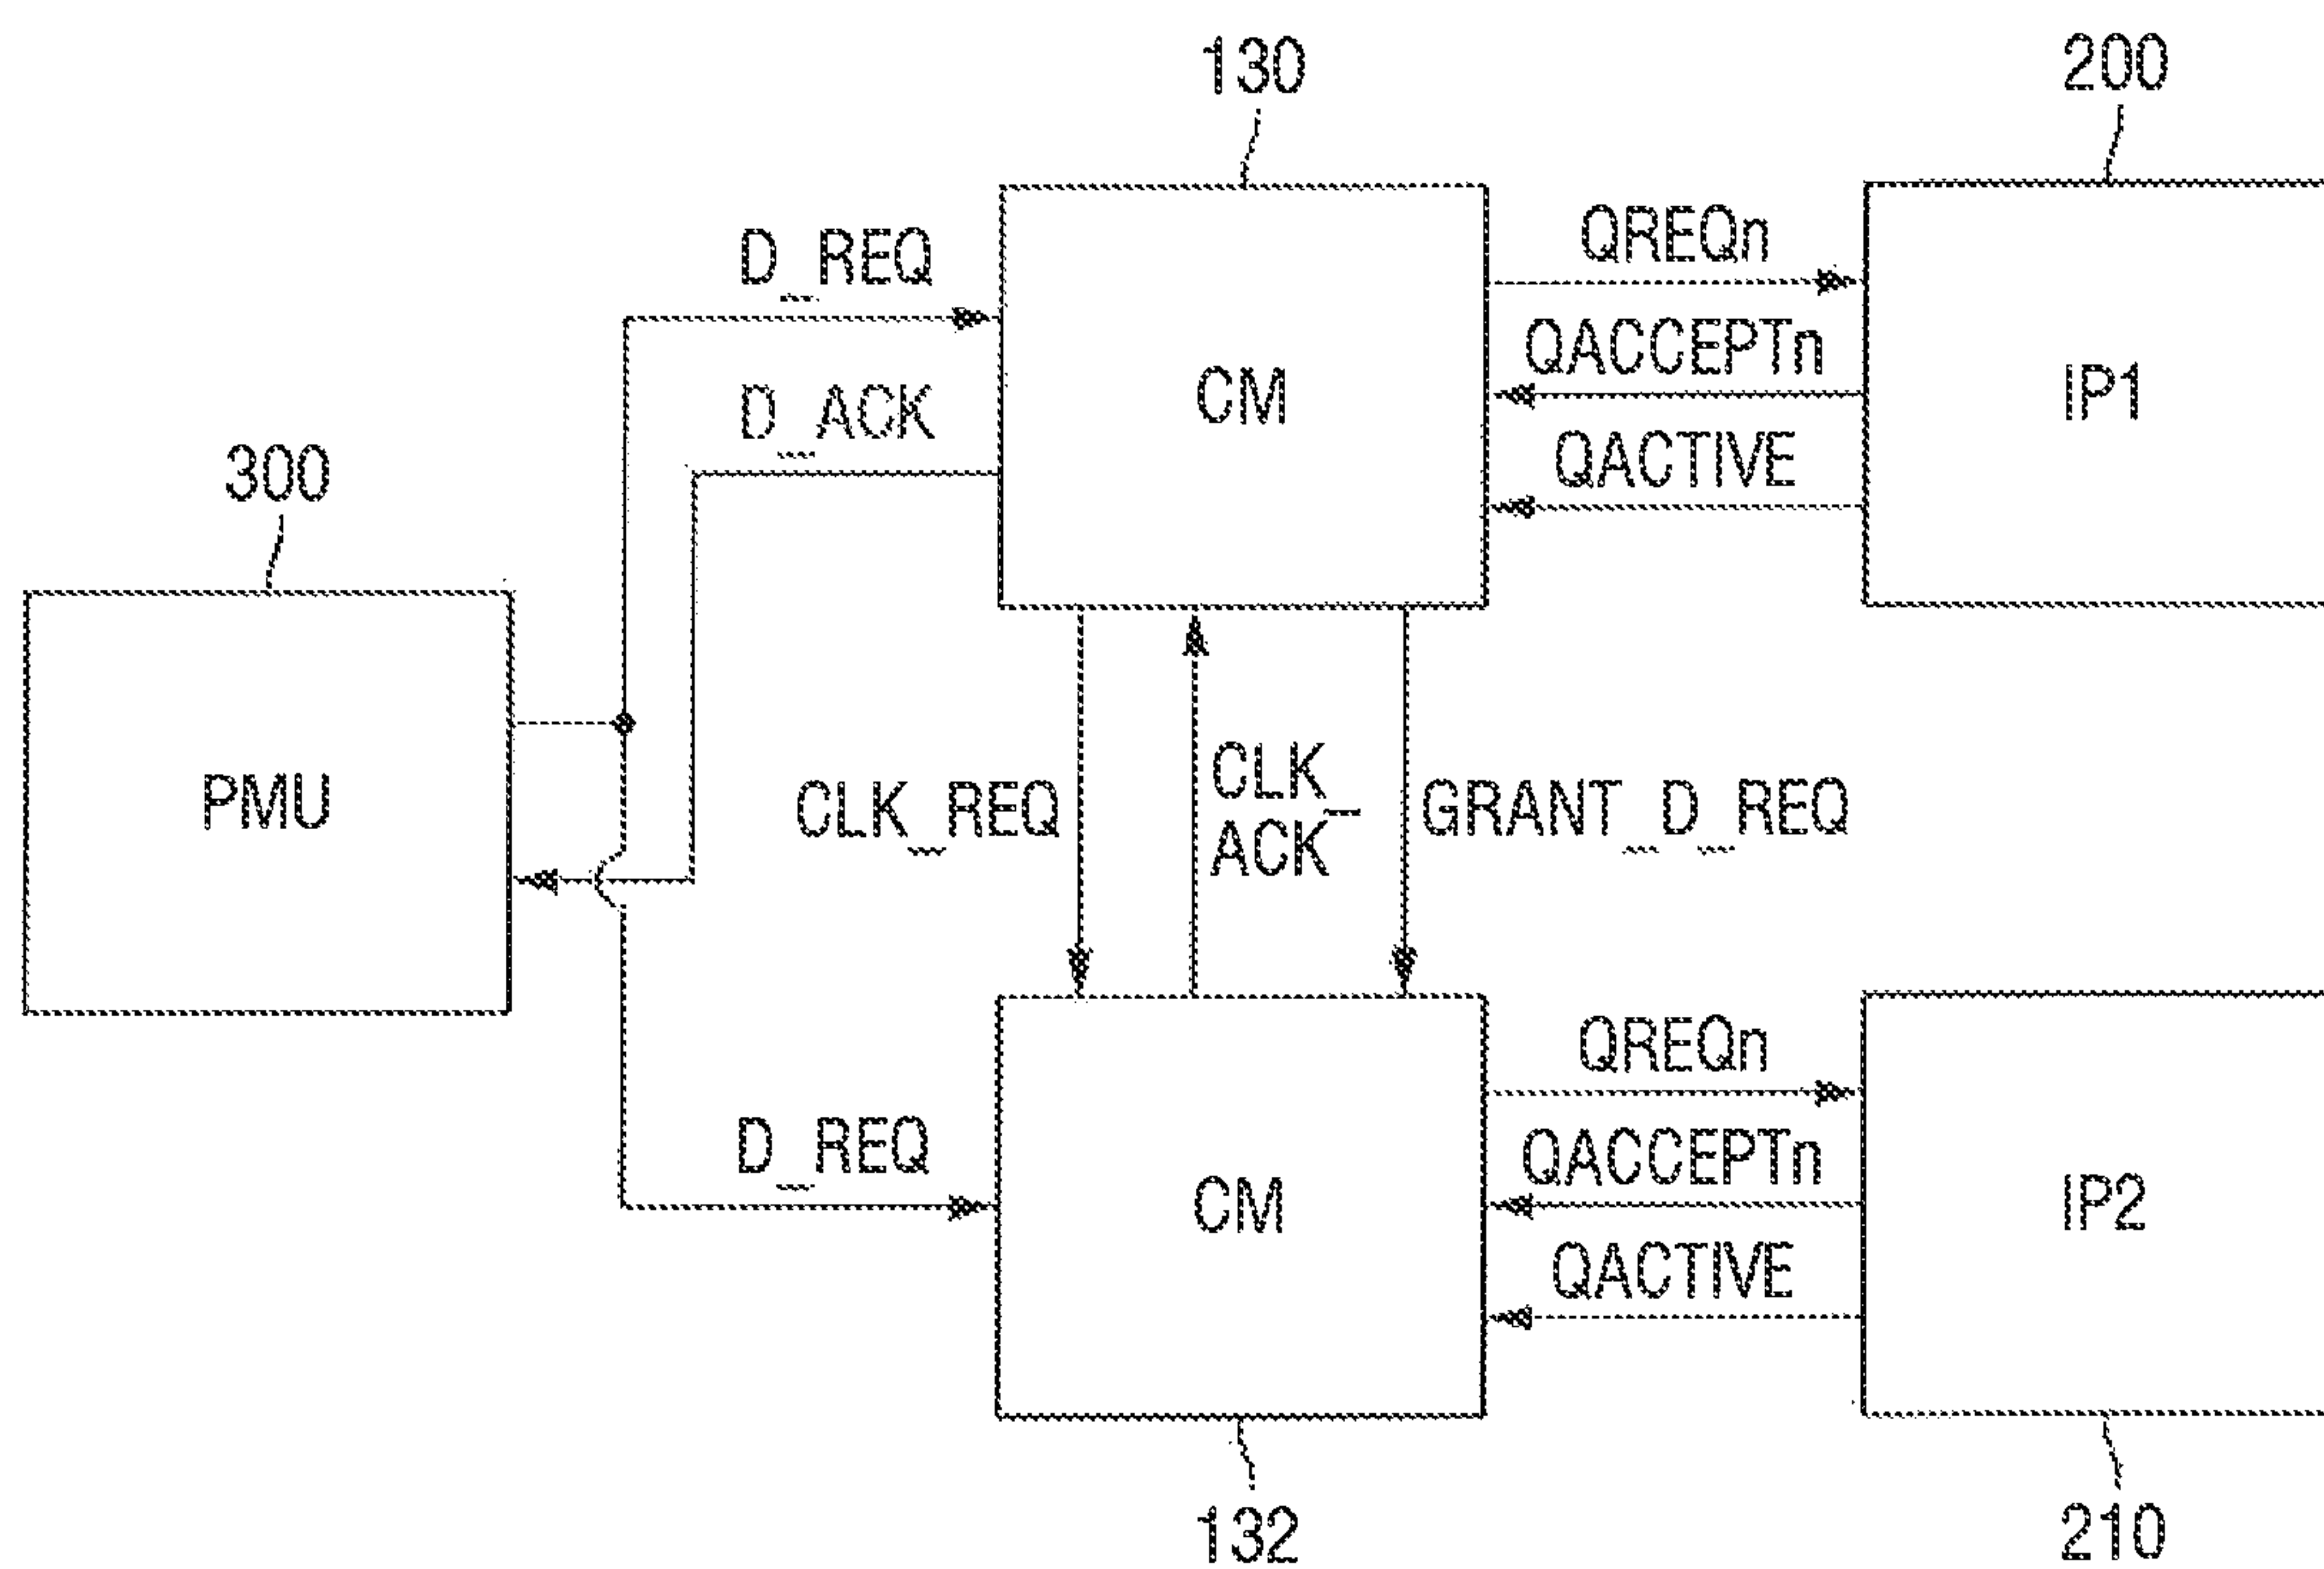 130
200
D_REQ
QREQn
QACCEPTn
CM
IP1
D_ACK
QACTIVE
300
PMU
CLK_REQ
CLK_
ACK
GRANT_D_REQ
QREQn
D_REQ
QACCEPTn
CM
IP2
QACTIVE
132
210